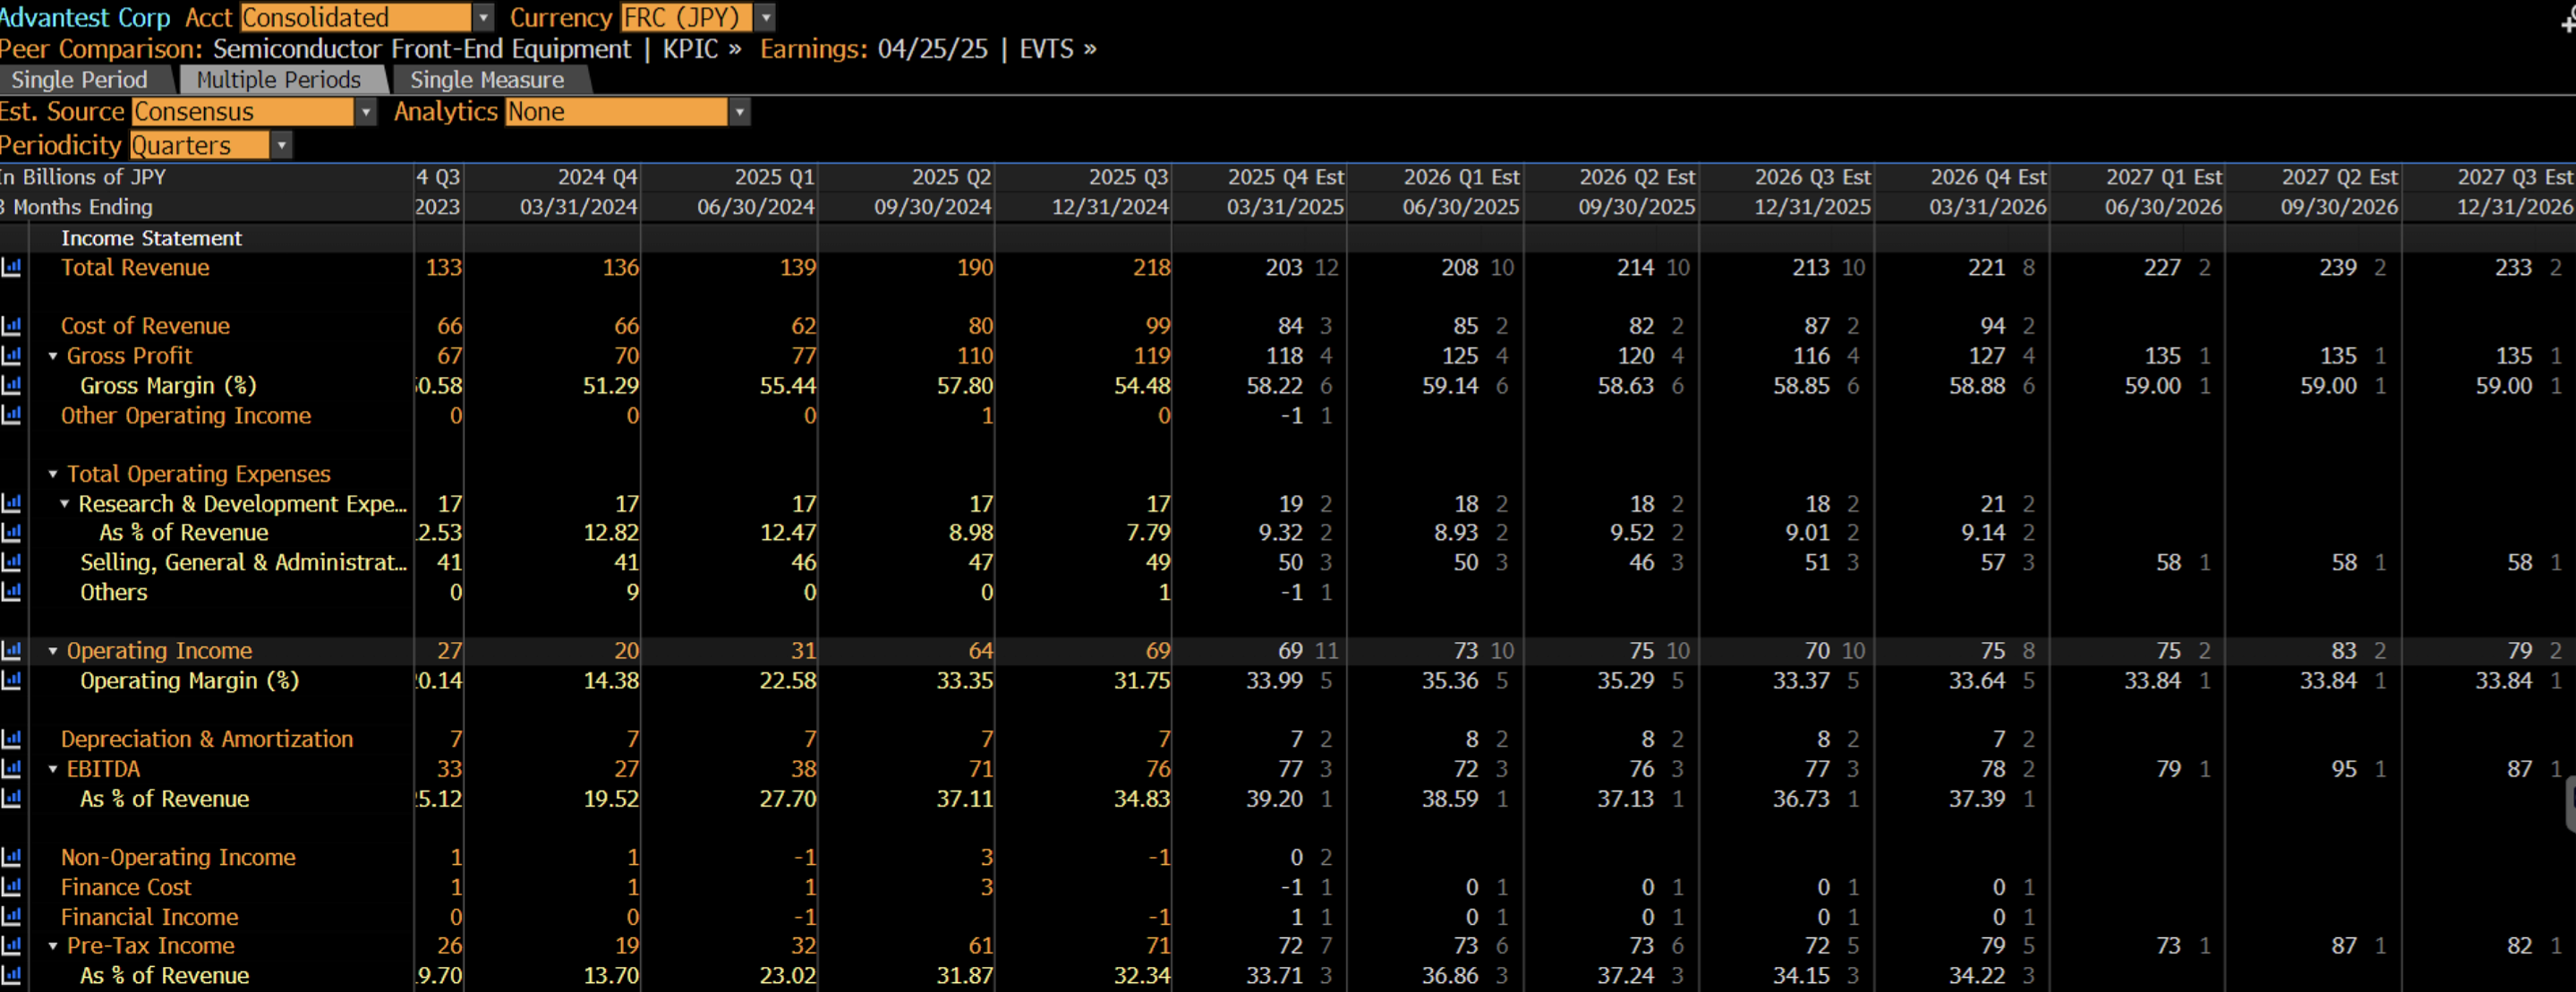 Advantest Corp Acct Consolidated Currency FRC (JPY)
Peer Comparison: Semiconductor Front-End Equipment | KPIC » Earnings: 04/25/25 | EVTS »
Single Period Multiple Periods Single Measure
Est. Source Consensus Analytics None
Periodicity Quarters
In Billions of JPY 4 Q3 2024 Q4 2025 Q1 2025 Q2 2025 Q3 2025 Q4 Est 2026 Q1 Est 2026 Q2 Est 2026 Q3 Est 2026 Q4 Est 2027 Q1 Est 2027 Q2 Est 2027 Q3 Est
3 Months Ending 2023 03/31/2024 06/30/2024 09/30/2024 12/31/2024 03/31/2025 06/30/2025 09/30/2025 12/31/2025 03/31/2026 06/30/2026 09/30/2026 12/31/2026
Income Statement
Total Revenue 133 136 139 190 218 203 12 208 10 214 10 213 10 221 8 227 2 239 2 233 2
Cost of Revenue 66 66 62 80 99 84 3 85 2 82 2 87 2 94 2
Gross Profit 67 70 77 110 119 118 4 125 4 120 4 116 4 127 4 135 1 135 1 135 1
Gross Margin (%) 0.58 51.29 55.44 57.80 54.48 58.22 6 59.14 6 58.63 6 58.85 6 58.88 6 59.00 1 59.00 1 59.00 1
Other Operating Income 0 0 0 1 0 -1 1
Total Operating Expenses
Research & Development Expe... 17 17 17 17 17 19 2 18 2 18 2 18 2 21 2
As % of Revenue 2.53 12.82 12.47 8.98 7.79 9.32 2 8.93 2 9.52 2 9.01 2 9.14 2
Selling, General & Administrat... 41 41 46 47 49 50 3 50 3 46 3 51 3 57 3 58 1 58 1 58 1
Others 0 9 0 0 1 -1 1
Operating Income 27 20 31 64 69 69 11 73 10 75 10 70 10 75 8 75 2 83 2 79 2
Operating Margin (%) 0.14 14.38 22.58 33.35 31.75 33.99 5 35.36 5 35.29 5 33.37 5 33.64 5 33.84 1 33.84 1 33.84 1
Depreciation & Amortization 7 7 7 7 7 7 2 8 2 8 2 8 2 7 2
EBITDA 33 27 38 71 76 77 3 72 3 76 3 77 3 78 2 79 1 95 1 87 1
As % of Revenue 5.12 19.52 27.70 37.11 34.83 39.20 1 38.59 1 37.13 1 36.73 1 37.39 1
Non-Operating Income 1 1 -1 3 -1 0 2
Finance Cost 1 1 1 3 -1 1 0 1 0 1 0 1 0 1
Financial Income 0 0 -1 -1 1 1 0 1 0 1 0 1 0 1
Pre-Tax Income 26 19 32 61 71 72 7 73 6 73 6 72 5 79 5 73 1 87 1 82 1
As % of Revenue 9.70 13.70 23.02 31.87 32.34 33.71 3 36.86 3 37.24 3 34.15 3 34.22 3